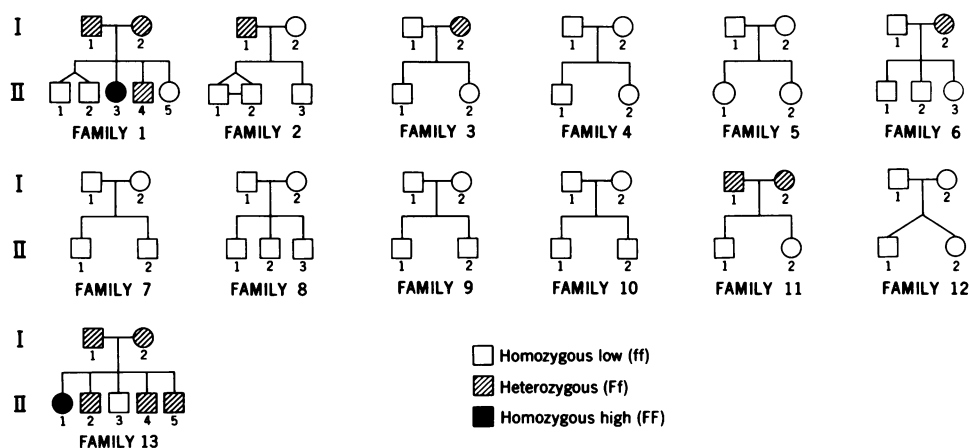 I
1 2 1 2 1 2 1 2 1 2 1 2
II
1 2 3 4 5 1 2 3 1 2 1 2 1 2 1 2 3
FAMILY 1 FAMILY 2 FAMILY 3 FAMILY 4 FAMILY 5 FAMILY 6
I
1 2 1 2 1 2 1 2 1 2 1 2
II
1 2 1 2 3 1 2 1 2 1 2 1 2
FAMILY 7 FAMILY 8 FAMILY 9 FAMILY 10 FAMILY 11 FAMILY 12
I
1 2
II
1 2 3 4 5
FAMILY 13
Homozygous low (ff)
Heterozygous (Ff)
Homozygous high (FF)